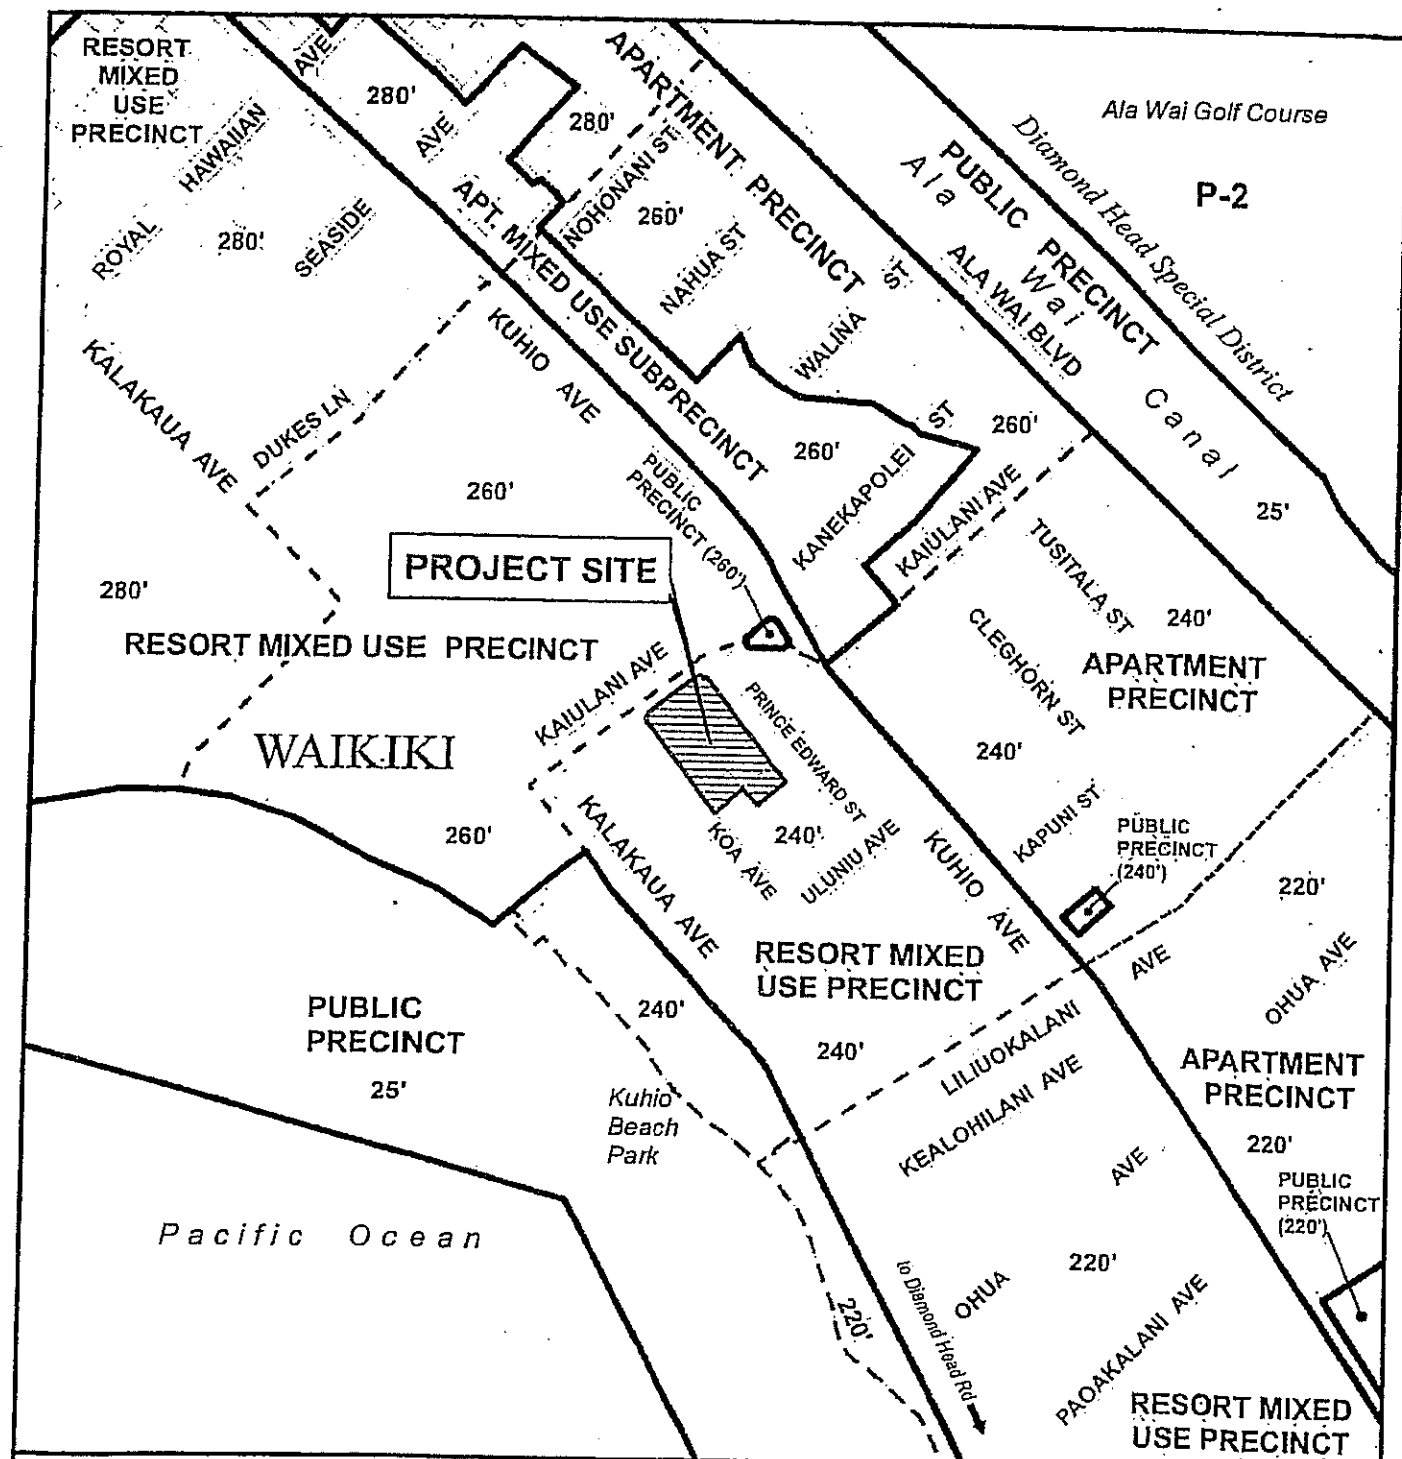 RESORT
MIXED
USE
PRECINCT
AVE
280'
280'
APARTMENT PRECINCT
Ala Wai Golf Course
P-2
Diamond Head Special District
PUBLIC PRECINCT
Ala Wai Canal
ROYAL HAWAIIAN
280'
SEASIDE
AVE
APT. MIXED USE SUBPRECINCT
NOHONANI ST
260'
NAHUA ST
WALINA
ST
ALA WAI BLVD
KALAKAUA AVE
DUKES LN
KUHIO AVE
260'
PUBLIC
PRECINCT (260')
260'
KANEKAPOLEI ST
260'
KAIULANI AVE
25'
TUSITALA ST
240'
CLEGHORN ST
APARTMENT
PRECINCT
PROJECT SITE
280'
RESORT MIXED USE PRECINCT
KAIULANI AVE
PRINCE EDWARD ST
WAIKIKI
240'
260'
KALAKAUA AVE
KOA AVE
240'
ULUNIU AVE
KUHIO AVE
KAPUNI ST
PUBLIC
PRECINCT
(240')
220'
RESORT MIXED
USE PRECINCT
AVE
OHUA AVE
PUBLIC
PRECINCT
25'
240'
240'
LILIUOKALANI
APARTMENT
PRECINCT
Kuhio
Beach
Park
KEALOHILANI AVE
220'
AVE
PUBLIC
PRECINCT
(220')
Pacific Ocean
220'
to Diamond Head Rd
OHUA
220'
PAOAKALANI AVE
RESORT MIXED
USE PRECINCT